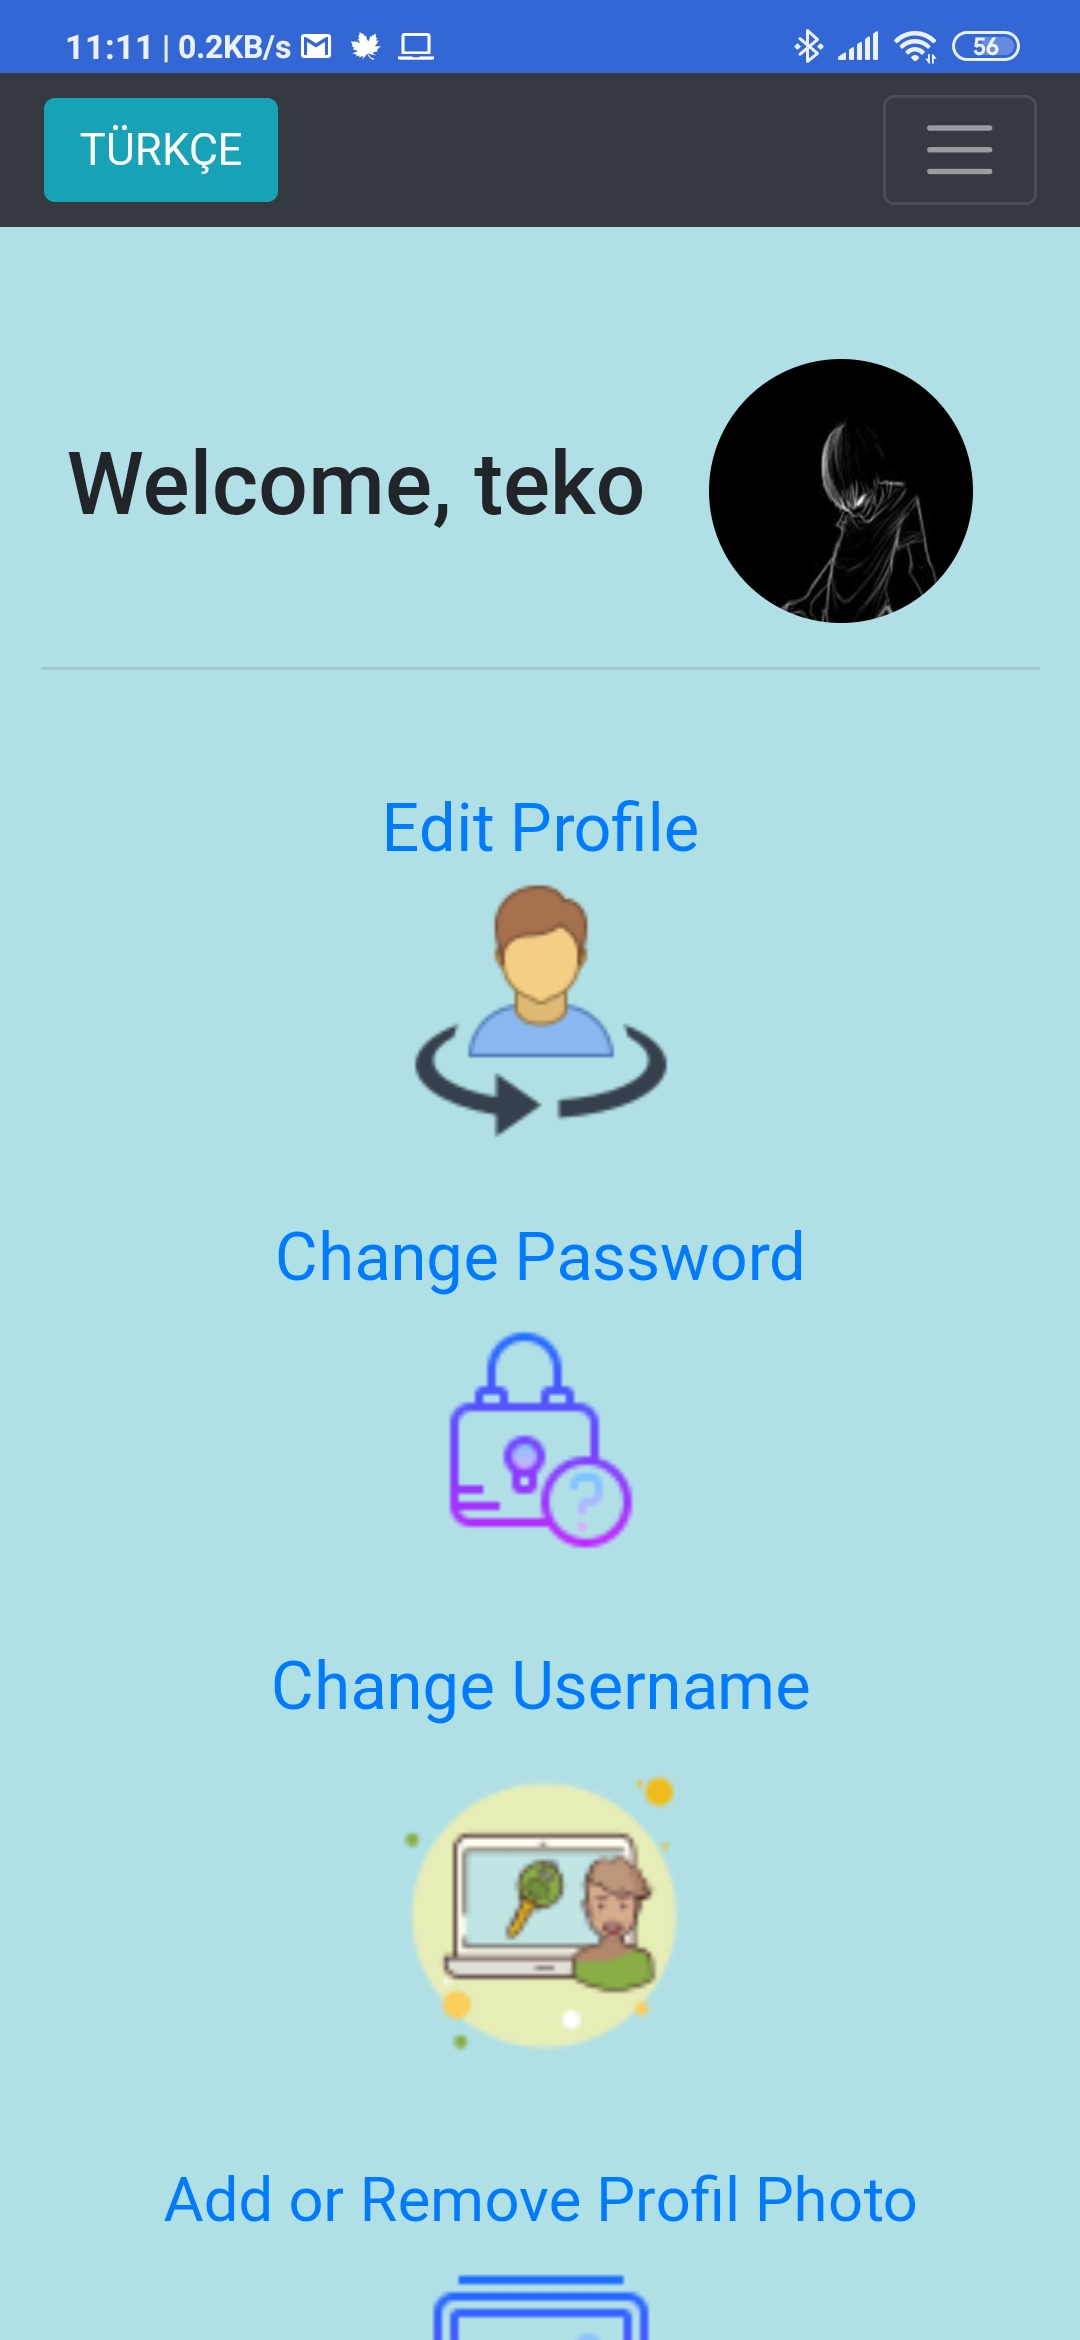 11:11 | 0.2KB/s
56
TÜRKÇE
Welcome, teko
Edit Profile
Change Password
?
Change Username
Add or Remove Profil Photo